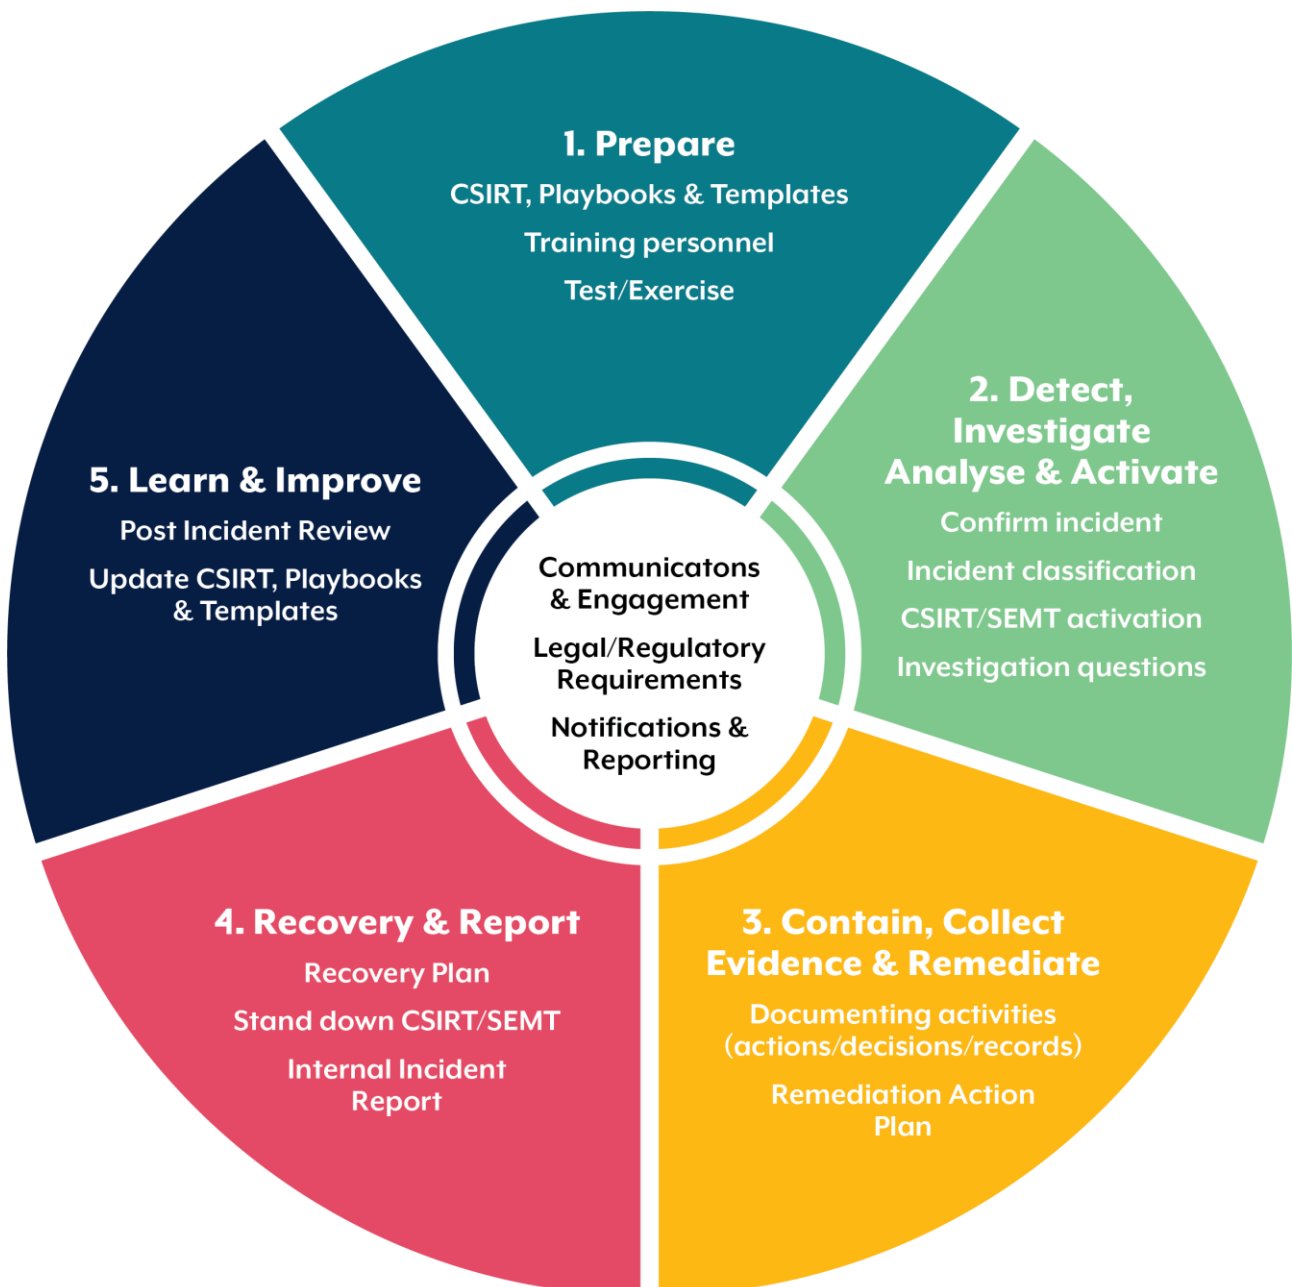 1. Prepare
CSIRT, Playbooks & Templates
Training personnel
Test/Exercise
2. Detect,
Investigate
Analyse & Activate
Confirm incident
Incident classification
CSIRT/SEMT activation
Investigation questions
3. Contain, Collect
Evidence & Remediate
Documenting activities
(actions/decisions/records)
Remediation Action
Plan
4. Recovery & Report
Recovery Plan
Stand down CSIRT/SEMT
Internal Incident
Report
5. Learn & Improve
Post Incident Review
Update CSIRT, Playbooks
& Templates
Communicatons
& Engagement
Legal/Regulatory
Requirements
Notifications &
Reporting